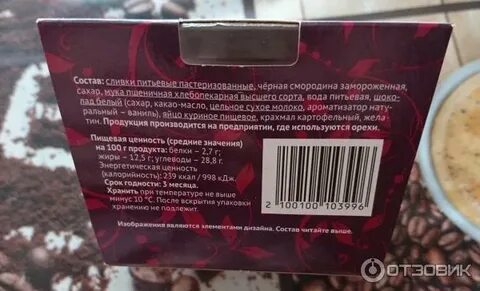 Состав: сливки питьевые пастеризованные, чёрная смородина замороженная,
сахар, мука пшеничная хлебопекарная высшего сорта, вода питьевая, шоко-
лад белый (сахар, какао-масло, цельное сухое молоко, ароматизатор нату-
ральный – ваниль), яйцо куриное пищевое, крахмал картофельный, жела-
тин. Продукция производится на предприятии, где используются орехи.
Пищевая ценность (средние значения)
на 100 г продукта: белки – 2,7 г;
жиры – 12,5 г; углеводы – 28,8 г.
Энергетическая ценность
(калорийность): 239 ккал / 998 кДж.
Срок годности: 3 месяца.
Хранить при температуре не выше
минус 10 °С. После вскрытия упаковки
хранению не подлежит.
2 100100 103996
Изображения являются элементами дизайна. Состав читайте выше.
ОТЗОВИК